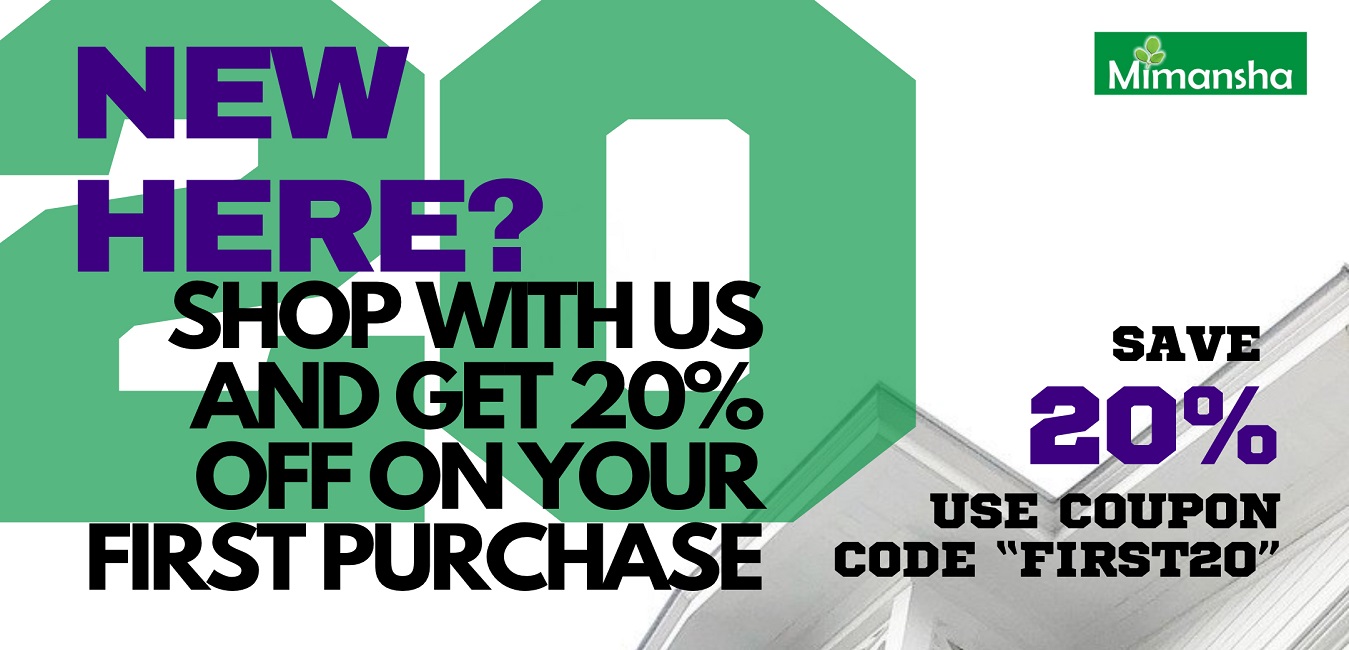 20
NEW
HERE?
SHOP WITH US
AND GET 20%
OFF ON YOUR
FIRST PURCHASE
Mimansha
SAVE
20%
USE COUPON
CODE “FIRST20”